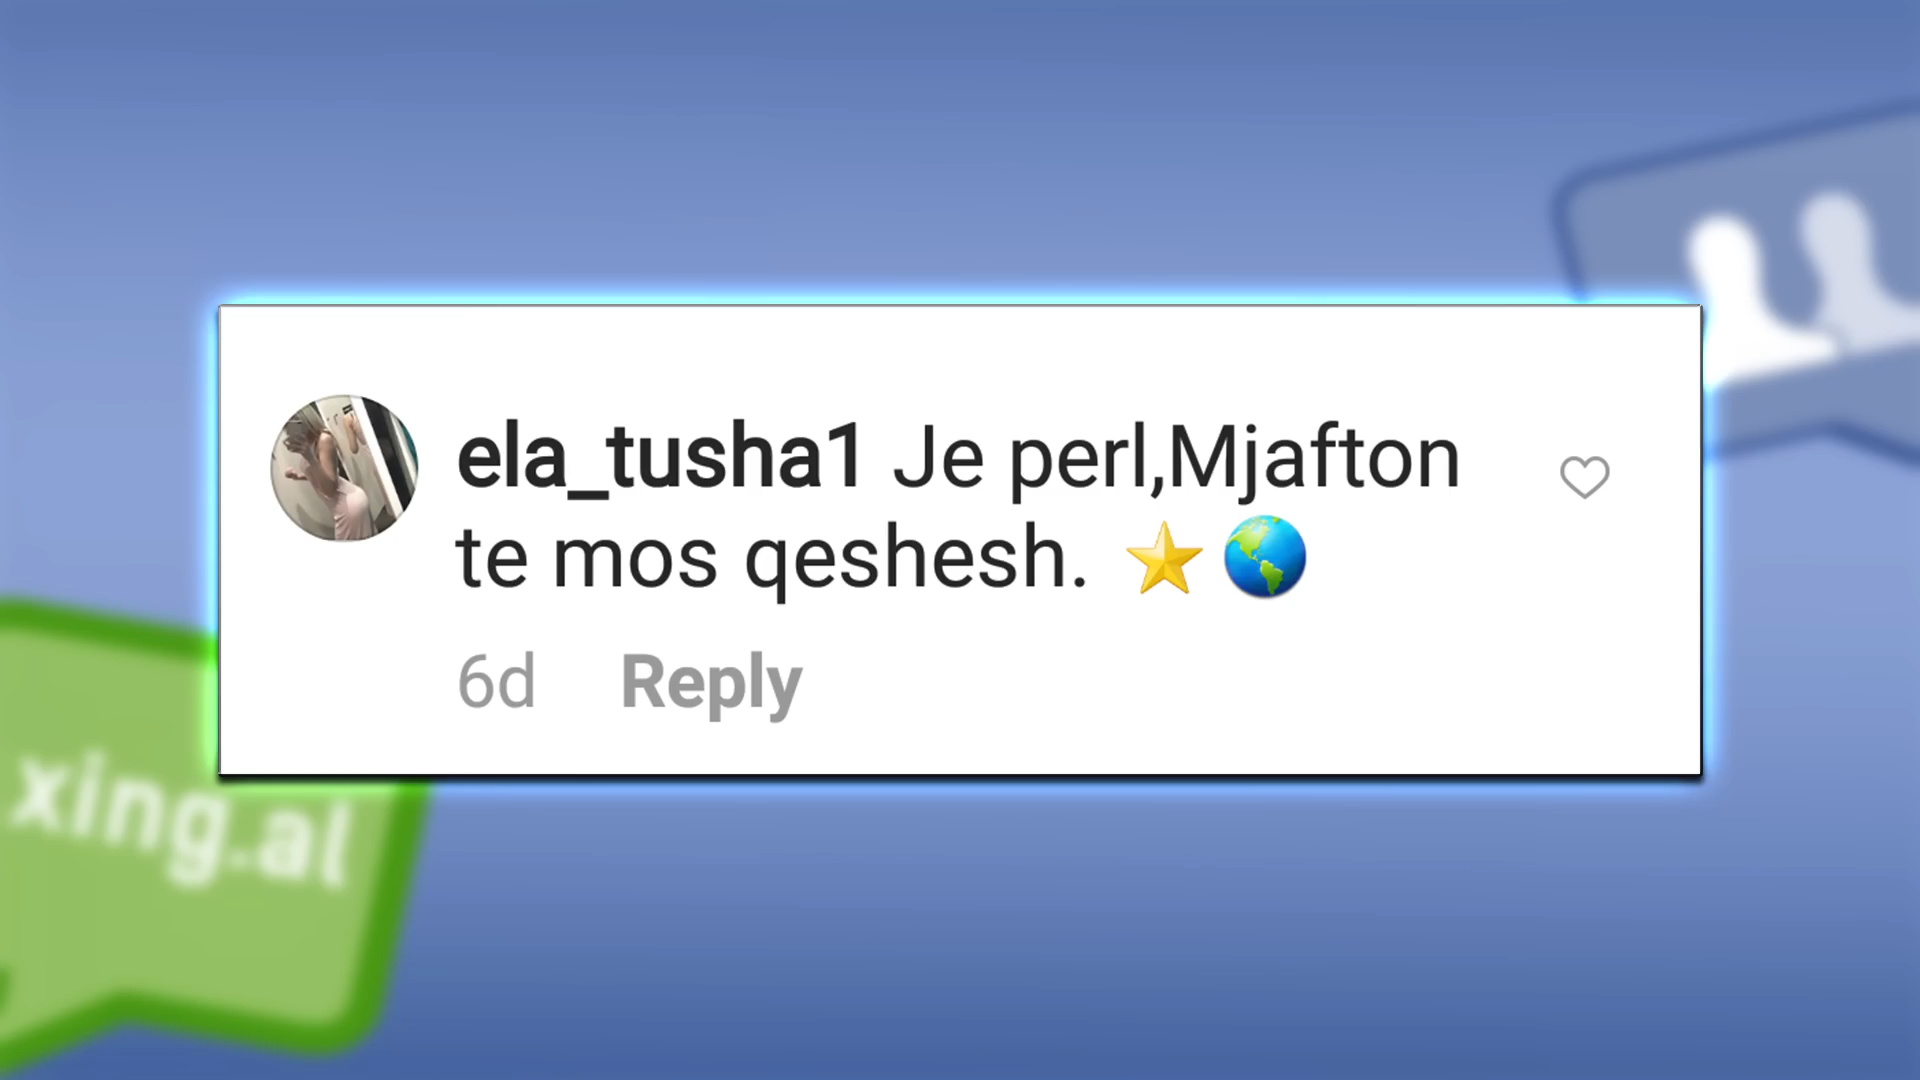 ela_tusha1 Je perl,Mjafton
te mos qeshesh. ⭐🌎
6d Reply
xing.al